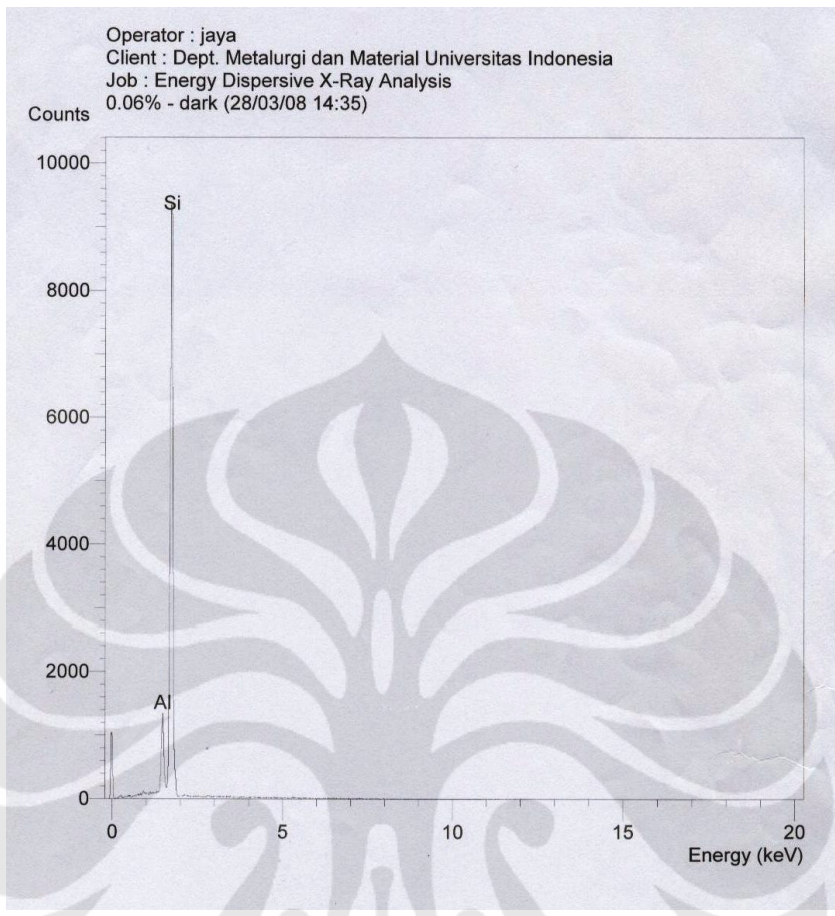 Operator : jaya
Client : Dept. Metalurgi dan Material Universitas Indonesia
Job : Energy Dispersive X-Ray Analysis
0.06% - dark (28/03/08 14:35)
Counts
10000
Si
8000
6000
4000
2000
Al
0
0 5 10 15 20
Energy (keV)